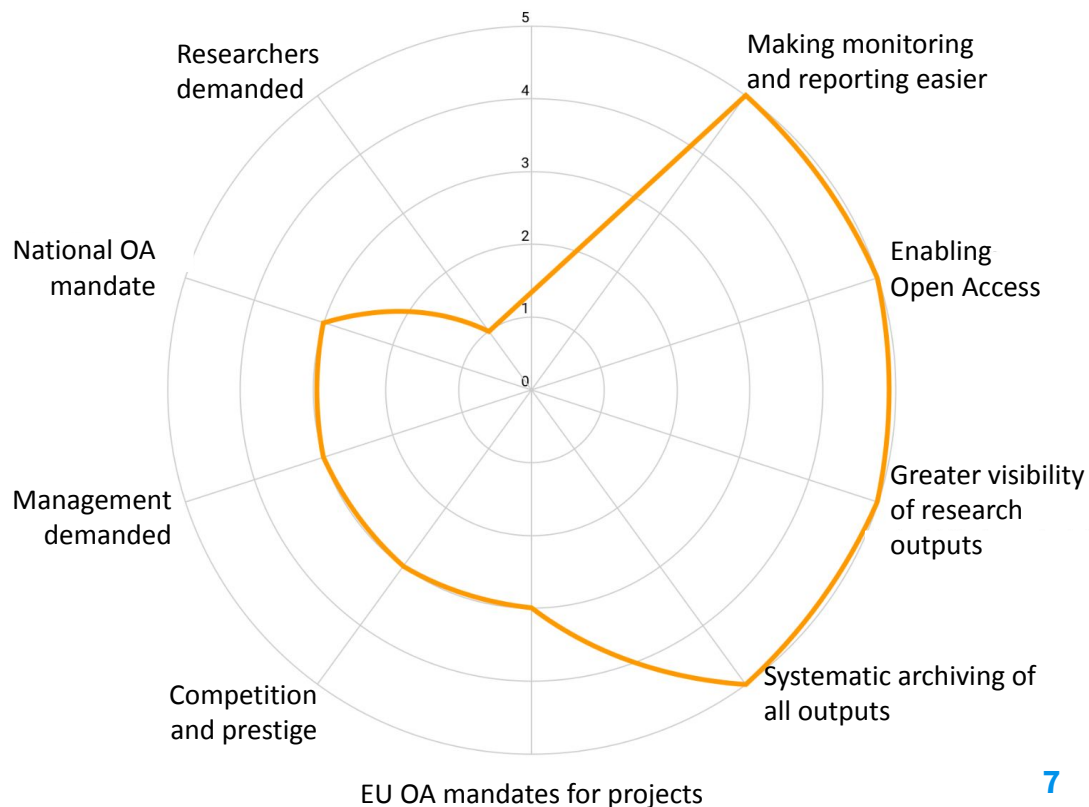 5
4
3
2
1
0
Making monitoring
and reporting easier
Enabling
Open Access
Greater visibility
of research
outputs
Systematic archiving of
all outputs
EU OA mandates for projects
Competition
and prestige
Management
demanded
National OA
mandate
Researchers
demanded
7